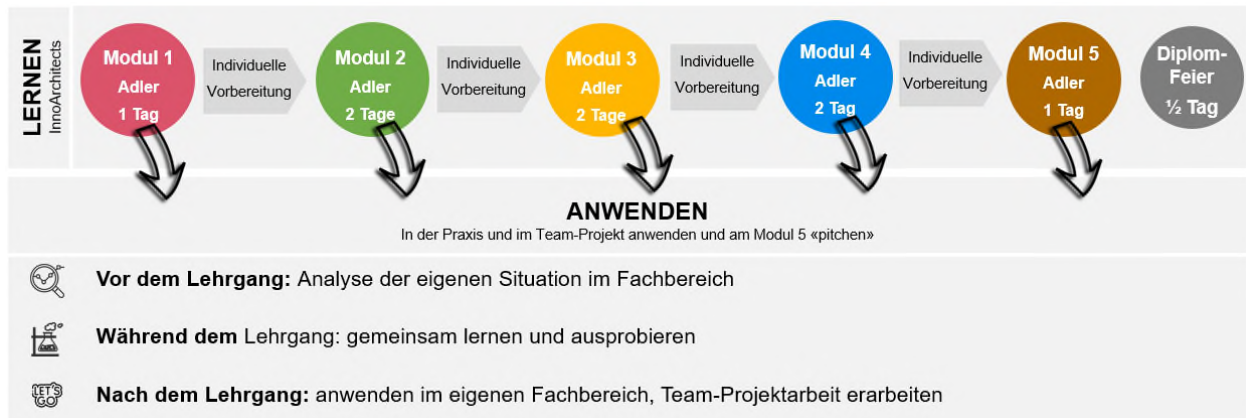 LERNEN
InnoArchitects
Modul 1
Adler
1 Tag
Individuelle
Vorbereitung
Modul 2
Adler
2 Tage
Individuelle
Vorbereitung
Modul 3
Adler
2 Tage
Individuelle
Vorbereitung
Modul 4
Adler
2 Tag
Individuelle
Vorbereitung
Modul 5
Adler
1 Tag
Diplom-
Feier
½ Tag
ANWENDEN
In der Praxis und im Team-Projekt anwenden und am Modul 5 «pitchen»
Vor dem Lehrgang: Analyse der eigenen Situation im Fachbereich
Während dem Lehrgang: gemeinsam lernen und ausprobieren
LET'S
GO
Nach dem Lehrgang: anwenden im eigenen Fachbereich, Team-Projektarbeit erarbeiten